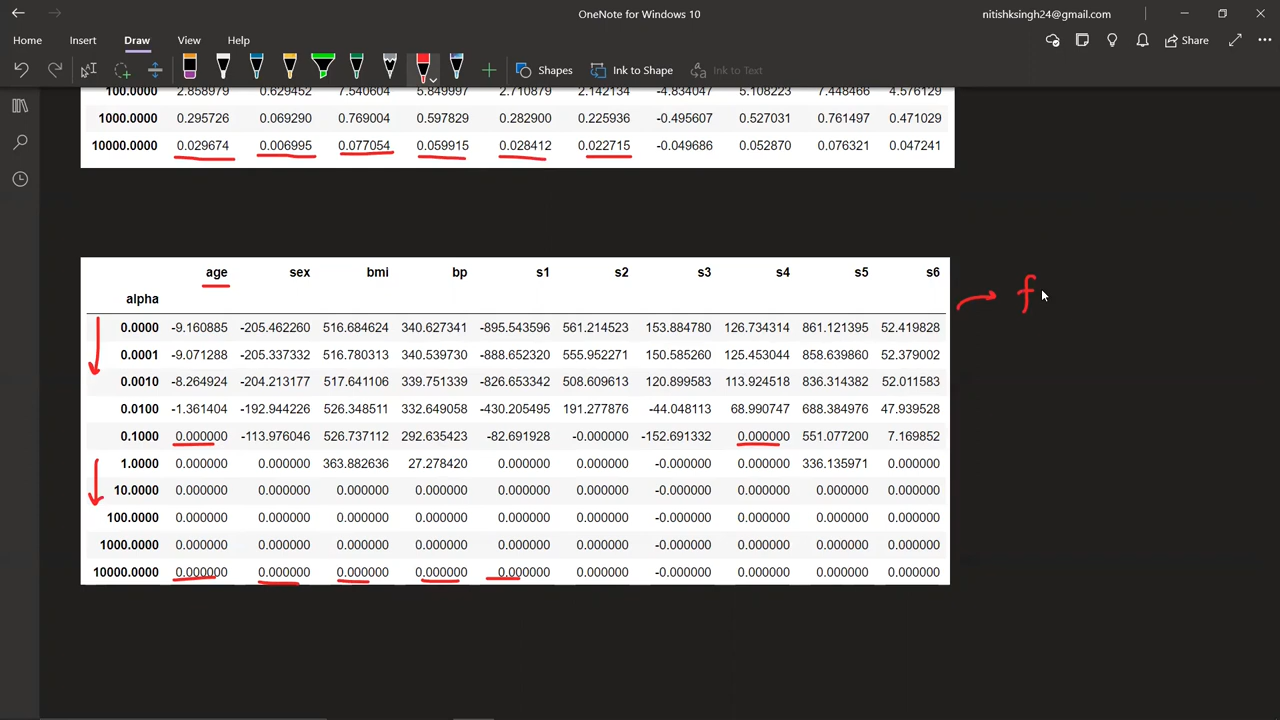 OneNote for Windows 10
nitishksingh24@gmail.com
Home Insert Draw View Help Share
Shapes Ink to Shape Ink to Text
100.0000 2.858979 0.629452 7.540604 5.849997 2.710879 2.142134 -4.834047 5.108223 7.448466 4.576129
1000.0000 0.295726 0.069290 0.769004 0.597829 0.282900 0.225936 -0.495607 0.527031 0.761497 0.471029
10000.0000 0.029674 0.006995 0.077054 0.059915 0.028412 0.022715 -0.049686 0.052870 0.076321 0.047241
age sex bmi bp s1 s2 s3 s4 s5 s6
f
alpha
0.0000 -9.160885 -205.462260 516.684624 340.627341 -895.543596 561.214523 153.884780 126.734314 861.121395 52.419828
0.0001 -9.071288 -205.337332 516.780313 340.539730 -888.652320 555.952271 150.585260 125.453044 858.639860 52.379002
0.0010 -8.264924 -204.213177 517.641106 339.751339 -826.653342 508.609613 120.899583 113.924518 836.314382 52.011583
0.0100 -1.361404 -192.944226 526.348511 332.649058 -430.205495 191.277876 -44.048113 68.990747 688.384976 47.939528
0.1000 0.000000 -113.976046 526.737112 292.635423 -82.691928 -0.000000 -152.691332 0.000000 551.077200 7.169852
1.0000 0.000000 0.000000 363.882636 27.278420 0.000000 0.000000 -0.000000 0.000000 336.135971 0.000000
10.0000 0.000000 0.000000 0.000000 0.000000 0.000000 0.000000 -0.000000 0.000000 0.000000 0.000000
100.0000 0.000000 0.000000 0.000000 0.000000 0.000000 0.000000 -0.000000 0.000000 0.000000 0.000000
1000.0000 0.000000 0.000000 0.000000 0.000000 0.000000 0.000000 -0.000000 0.000000 0.000000 0.000000
10000.0000 0.000000 0.000000 0.000000 0.000000 0.000000 0.000000 -0.000000 0.000000 0.000000 0.000000